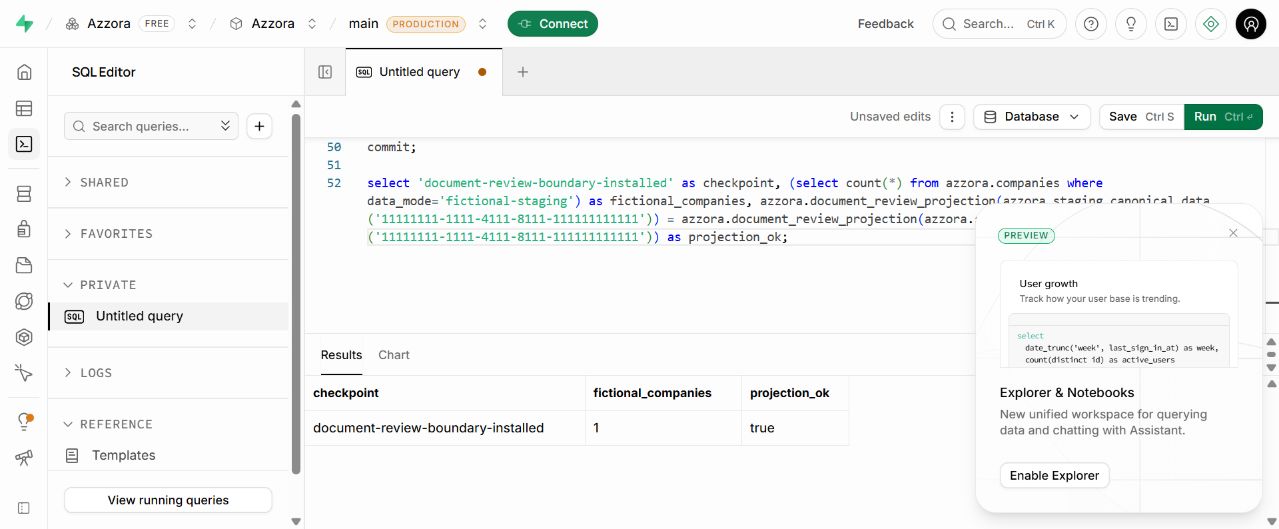 Azzora FREE
Azzora
main PRODUCTION
Connect
Feedback
Search... Ctrl K
SQL Editor
SQL Untitled query
Search queries...
Unsaved edits
Database
Save Ctrl S
Run Ctrl ⏎
SHARED
FAVORITES
PRIVATE
SQL Untitled query
LOGS
REFERENCE
Templates
View running queries
50 commit;
51
52 select 'document-review-boundary-installed' as checkpoint, (select count(*) from azzora.companies where
data_mode='fictional-staging') as fictional_companies, azzora.document_review_projection(azzora.staging_canonical_data
('11111111-1111-4111-8111-111111111111')) = azzora.document_review_projection(azzora.
('11111111-1111-4111-8111-111111111111')) as projection_ok;
Results Chart
checkpoint fictional_companies projection_ok
document-review-boundary-installed 1 true
PREVIEW
User growth
Track how your user base is trending.
select
date_trunc('week', last_sign_in_at) as week,
count(distinct id) as active_users
Explorer & Notebooks
New unified workspace for querying
data and chatting with Assistant.
Enable Explorer